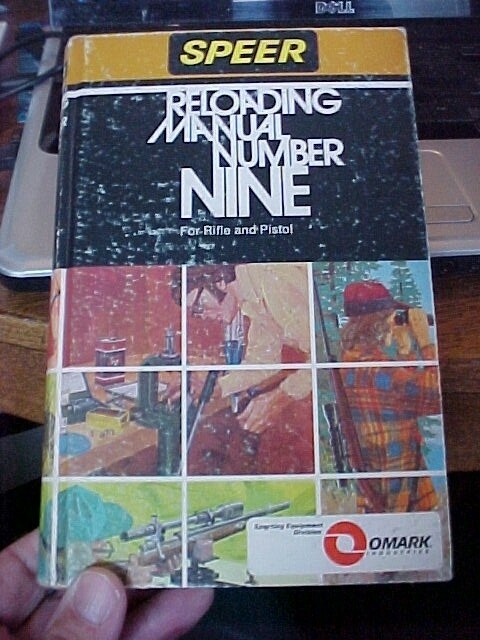 DELL
SPEER
RELOADING
MANUAL
NUMBER
NINE
For Rifle and Pistol
Sporting Equipment
Division
OMARK
INDUSTRIES